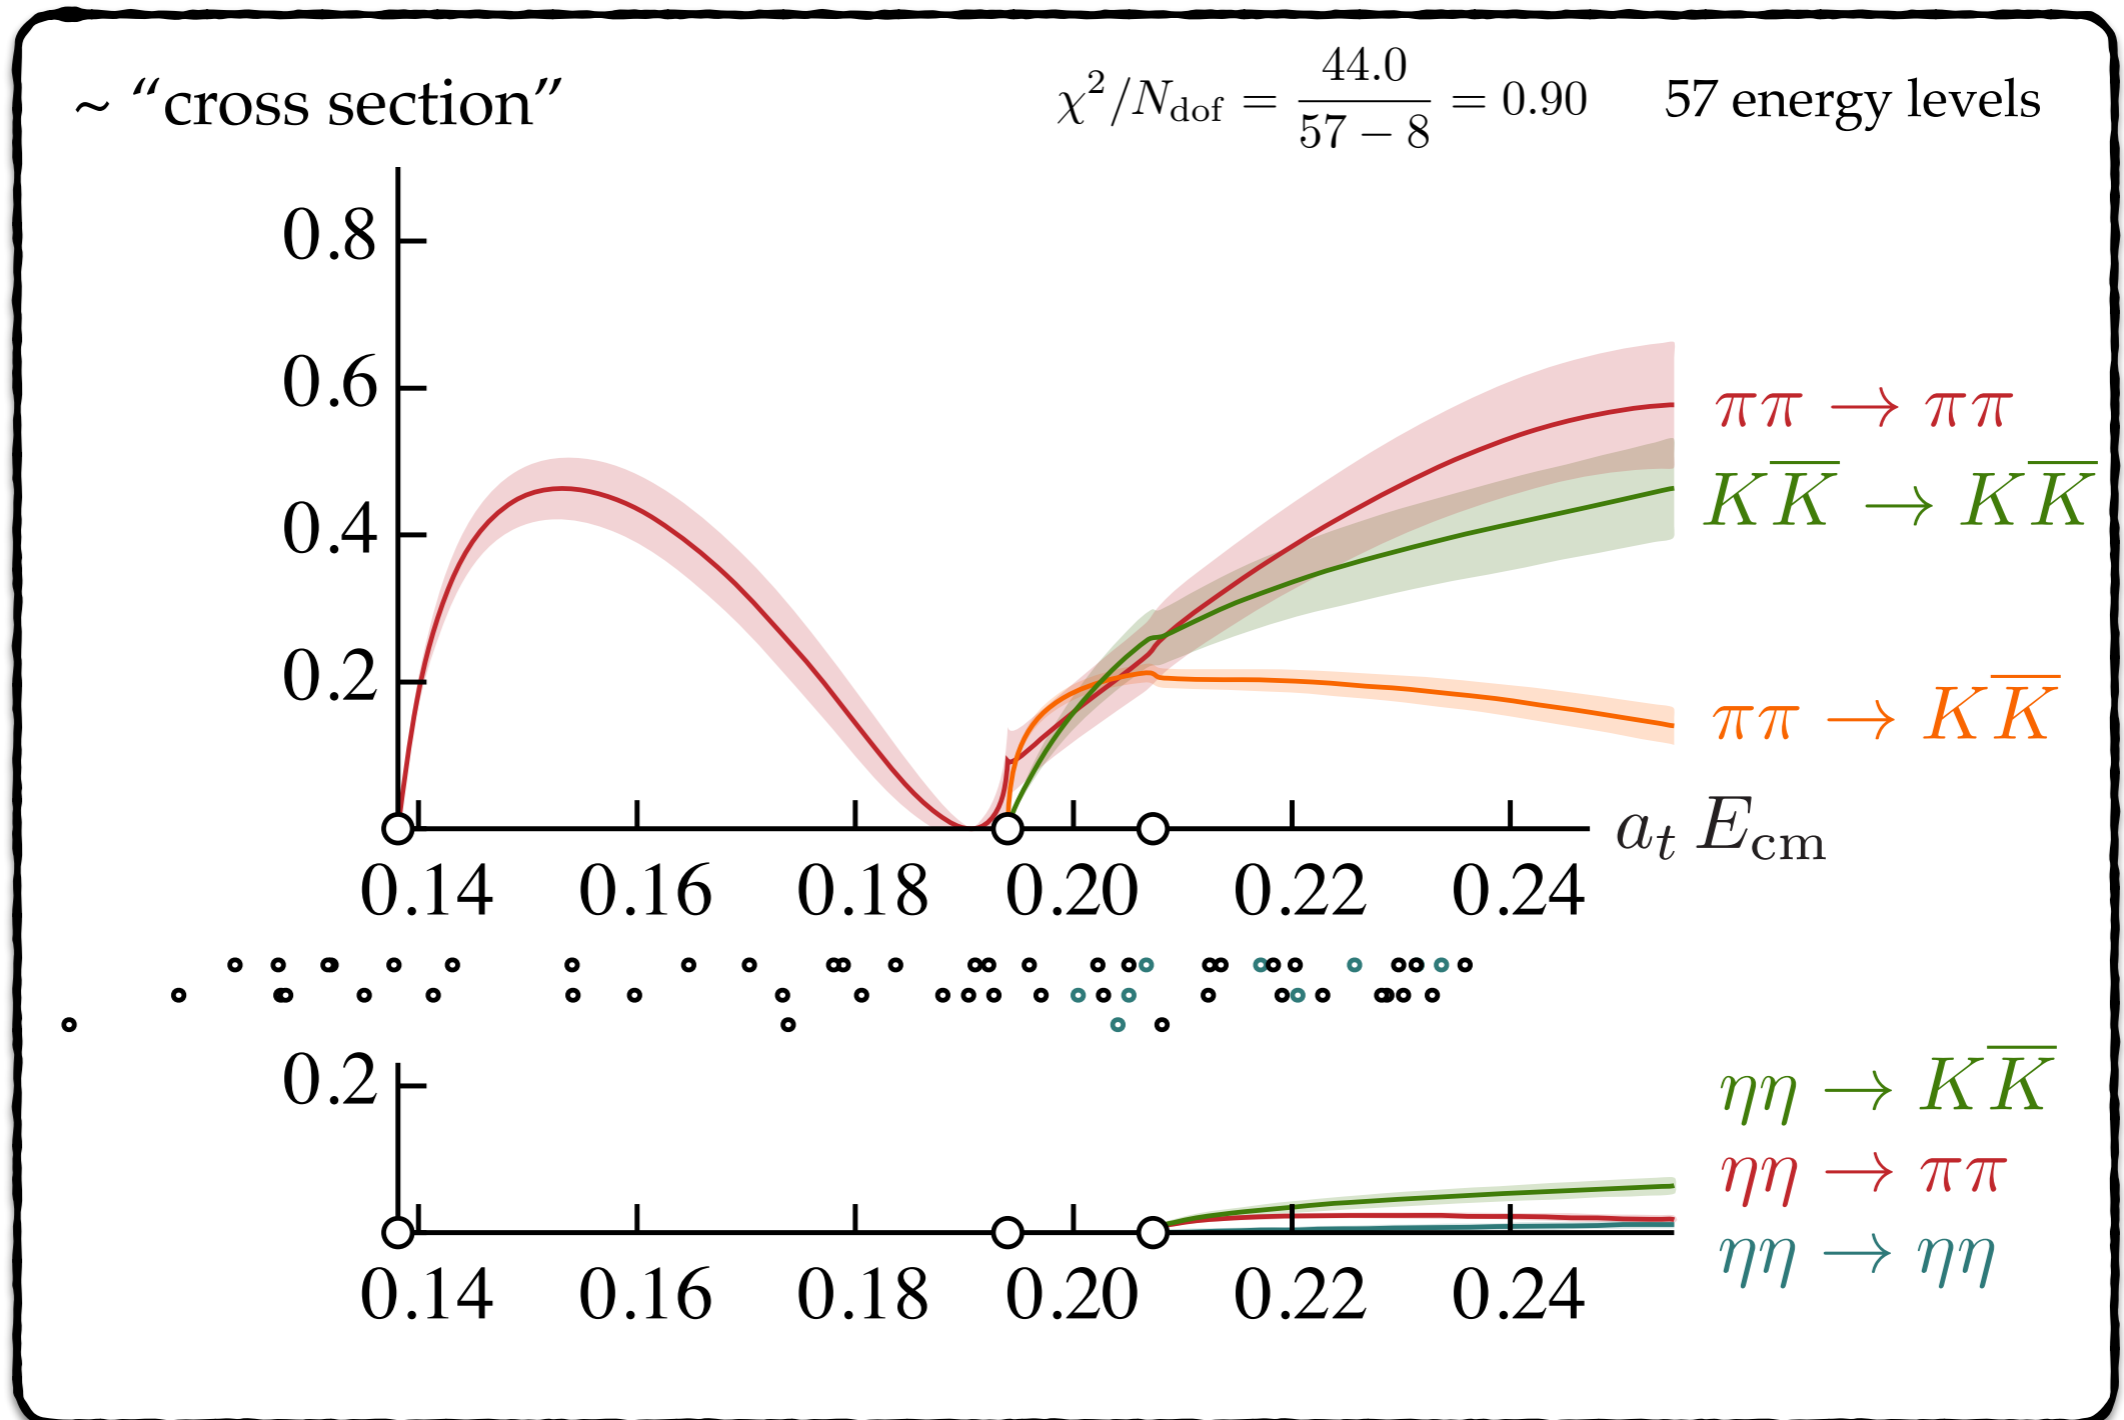 ~ “cross section”
χ²/N_dof = 44.0/(57 − 8) = 0.90
57 energy levels
0.8
0.6
0.4
0.2
ππ → ππ
KK̅ → KK̅
ππ → KK̅
a_t E_cm
0.14 0.16 0.18 0.20 0.22 0.24
0.2
ηη → KK̅
ηη → ππ
ηη → ηη
0.14 0.16 0.18 0.20 0.22 0.24